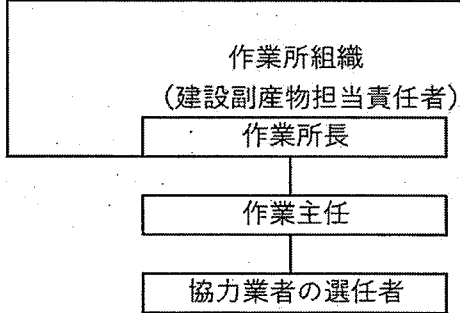 作業所組織
(建設副産物担当責任者)
作業所長
作業主任
協力業者の選任者